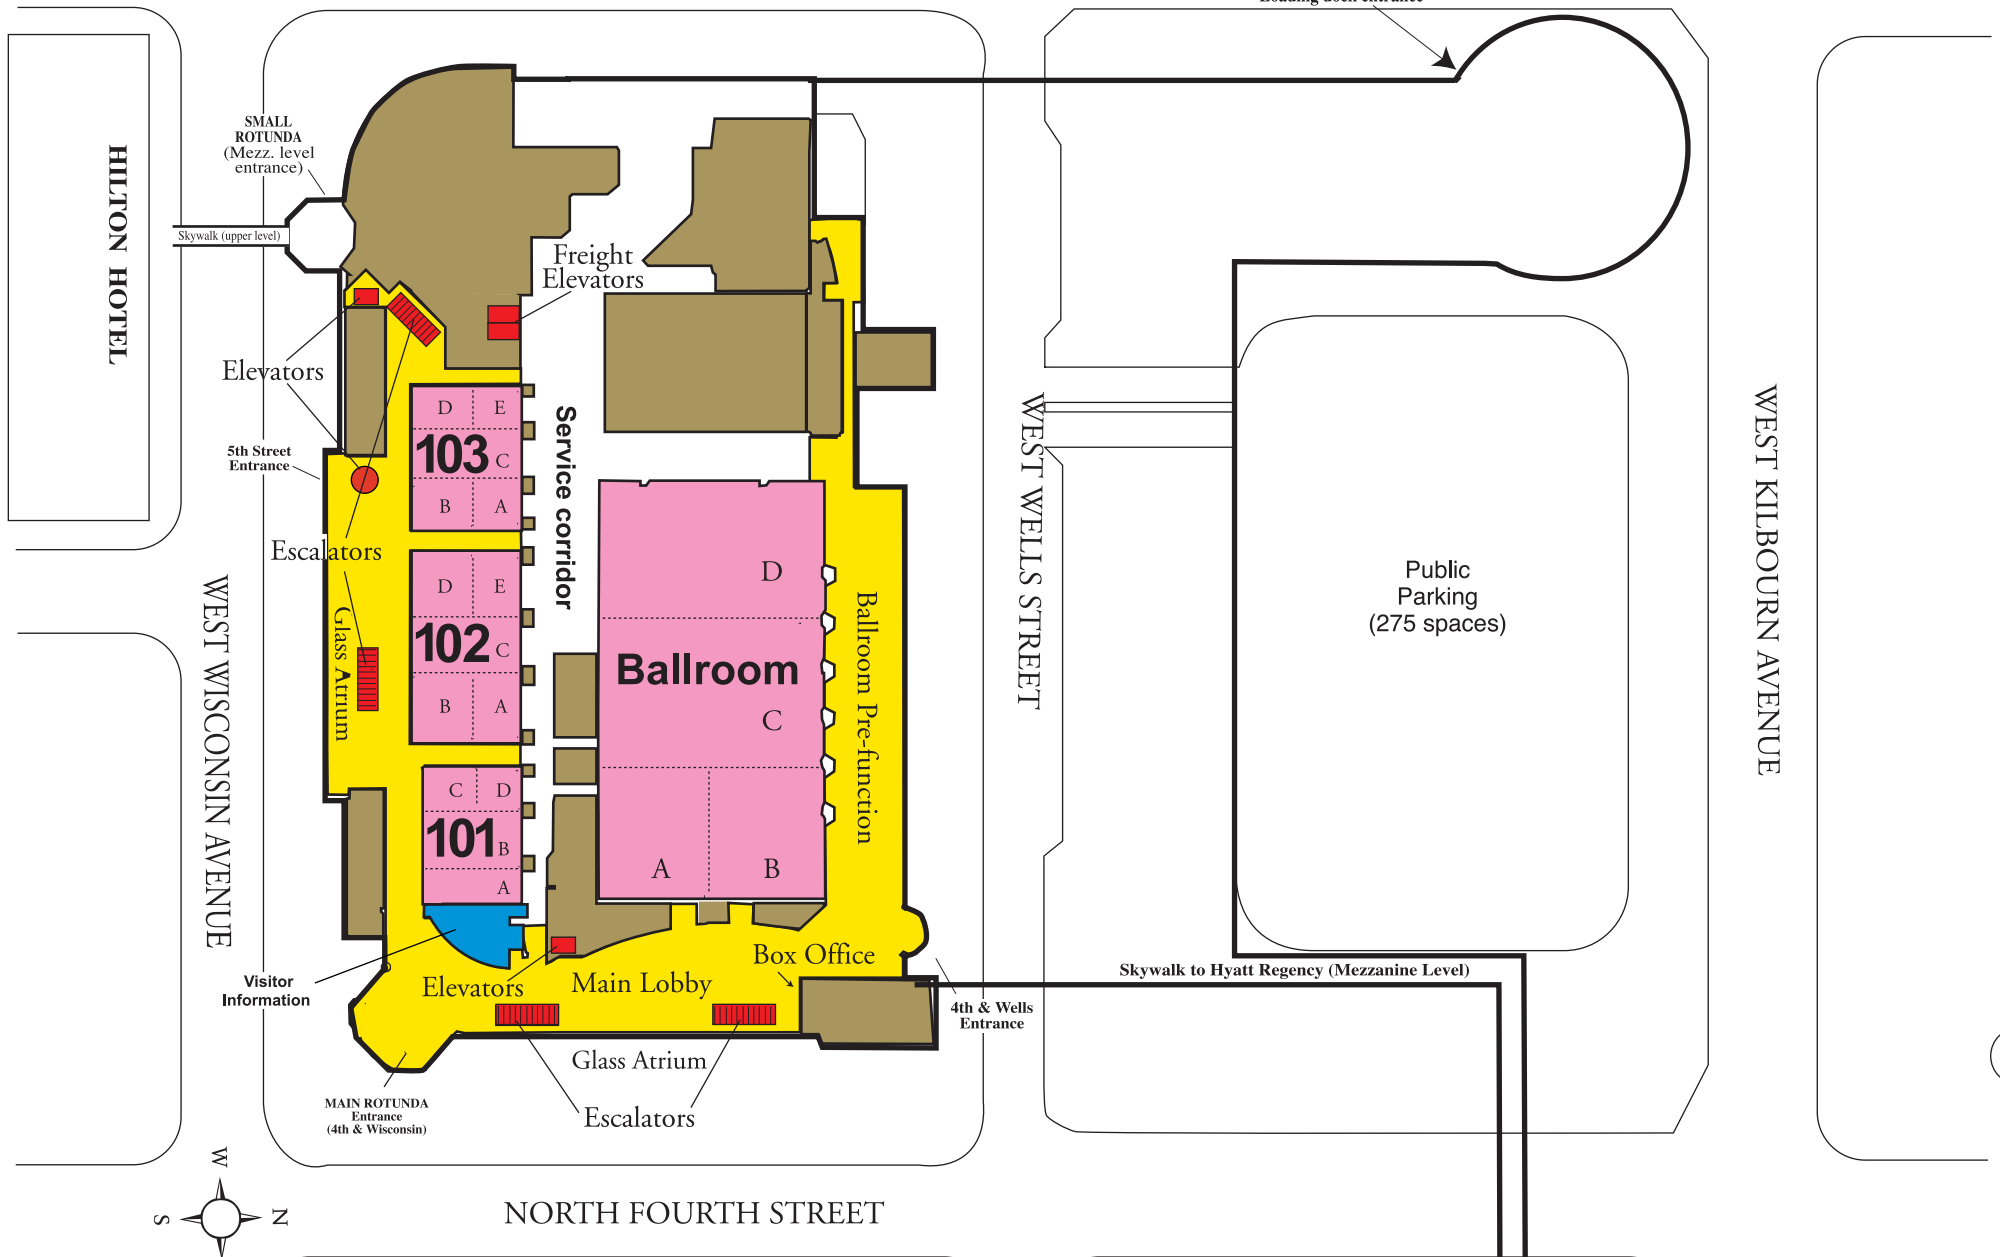 Loading dock entrance
SMALL
ROTUNDA
(Mezz. level
entrance)
HILTON HOTEL
Skywalk (upper level)
Freight
Elevators
Elevators
5th Street
Entrance
Escalators
Glass Atrium
WEST WISCONSIN AVENUE
D
E
103
C
B
A
D
E
102
C
B
A
C
D
101
B
A
Service corridor
D
Ballroom
C
A
B
Ballroom Pre-function
WEST WELLS STREET
Public
Parking
(275 spaces)
WEST KILBOURN AVENUE
Visitor
Information
Elevators
Main Lobby
Box Office
Skywalk to Hyatt Regency (Mezzanine Level)
4th & Wells
Entrance
Glass Atrium
Escalators
MAIN ROTUNDA
Entrance
(4th & Wisconsin)
W
S
N
NORTH FOURTH STREET